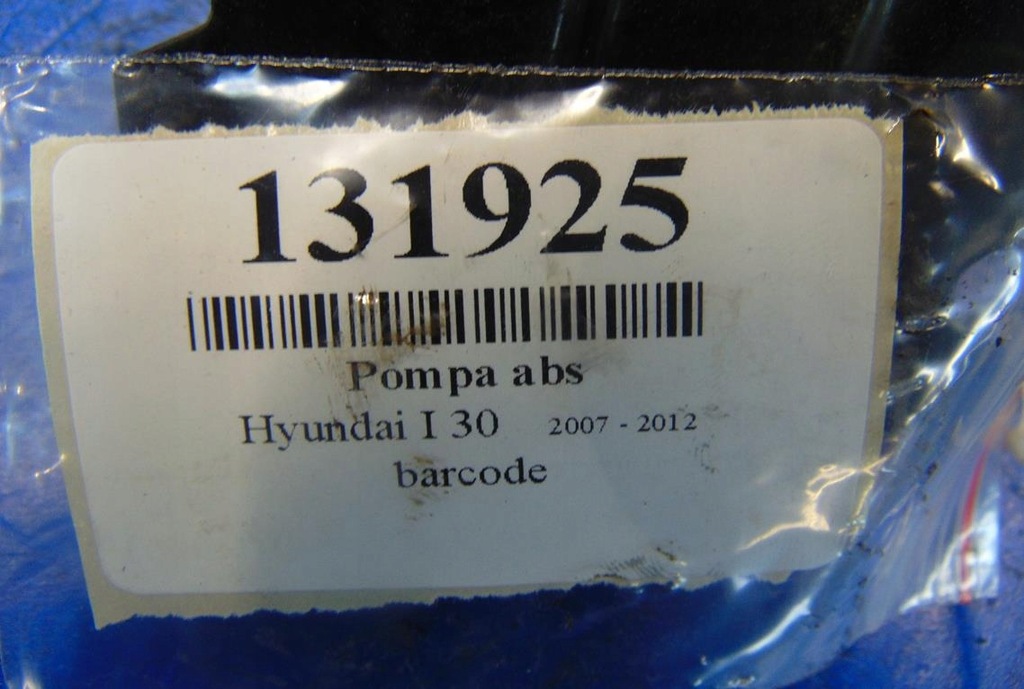 131925
Pompa abs
Hyundai I 30 2007 - 2012
barcode